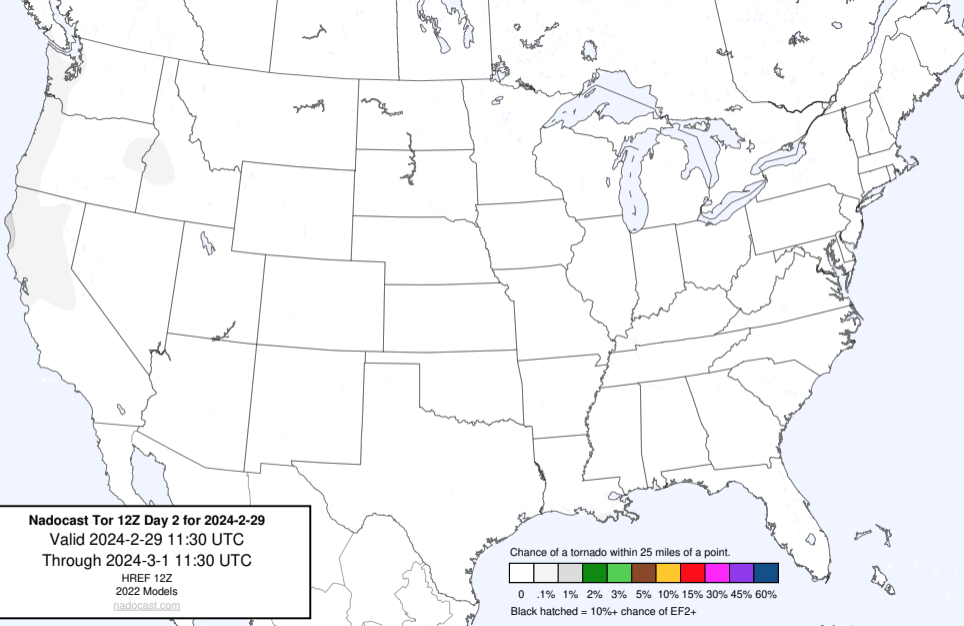 Nadocast Tor 12Z Day 2 for 2024-2-29
Valid 2024-2-29 11:30 UTC
Through 2024-3-1 11:30 UTC
HREF 12Z
2022 Models
nadocast.com
Chance of a tornado within 25 miles of a point.
0 .1% 1% 2% 3% 5% 10% 15% 30% 45% 60%
Black hatched = 10%+ chance of EF2+